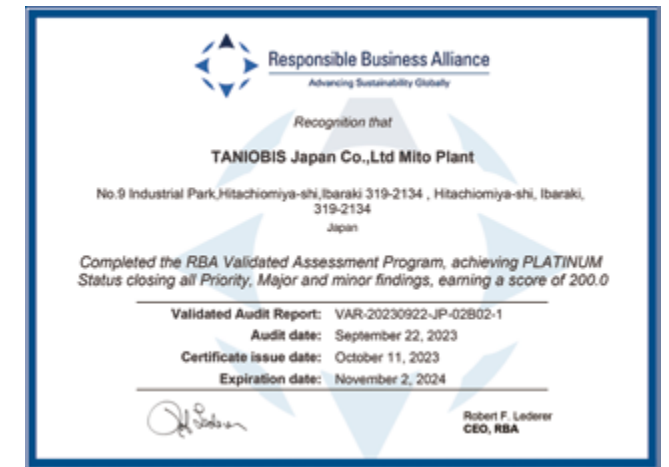 Responsible Business Alliance
Advancing Sustainability Globally
Recognition that
TANIOBIS Japan Co.,Ltd Mito Plant
No.9 Industrial Park,Hitachiomiya-shi,Ibaraki 319-2134 , Hitachiomiya-shi, Ibaraki,
319-2134
Japan
Completed the RBA Validated Assessment Program, achieving PLATINUM
Status closing all Priority, Major and minor findings, earning a score of 200.0
Validated Audit Report: VAR-20230922-JP-02B02-1
Audit date: September 22, 2023
Certificate issue date: October 11, 2023
Expiration date: November 2, 2024
Robert F. Lederer
CEO, RBA